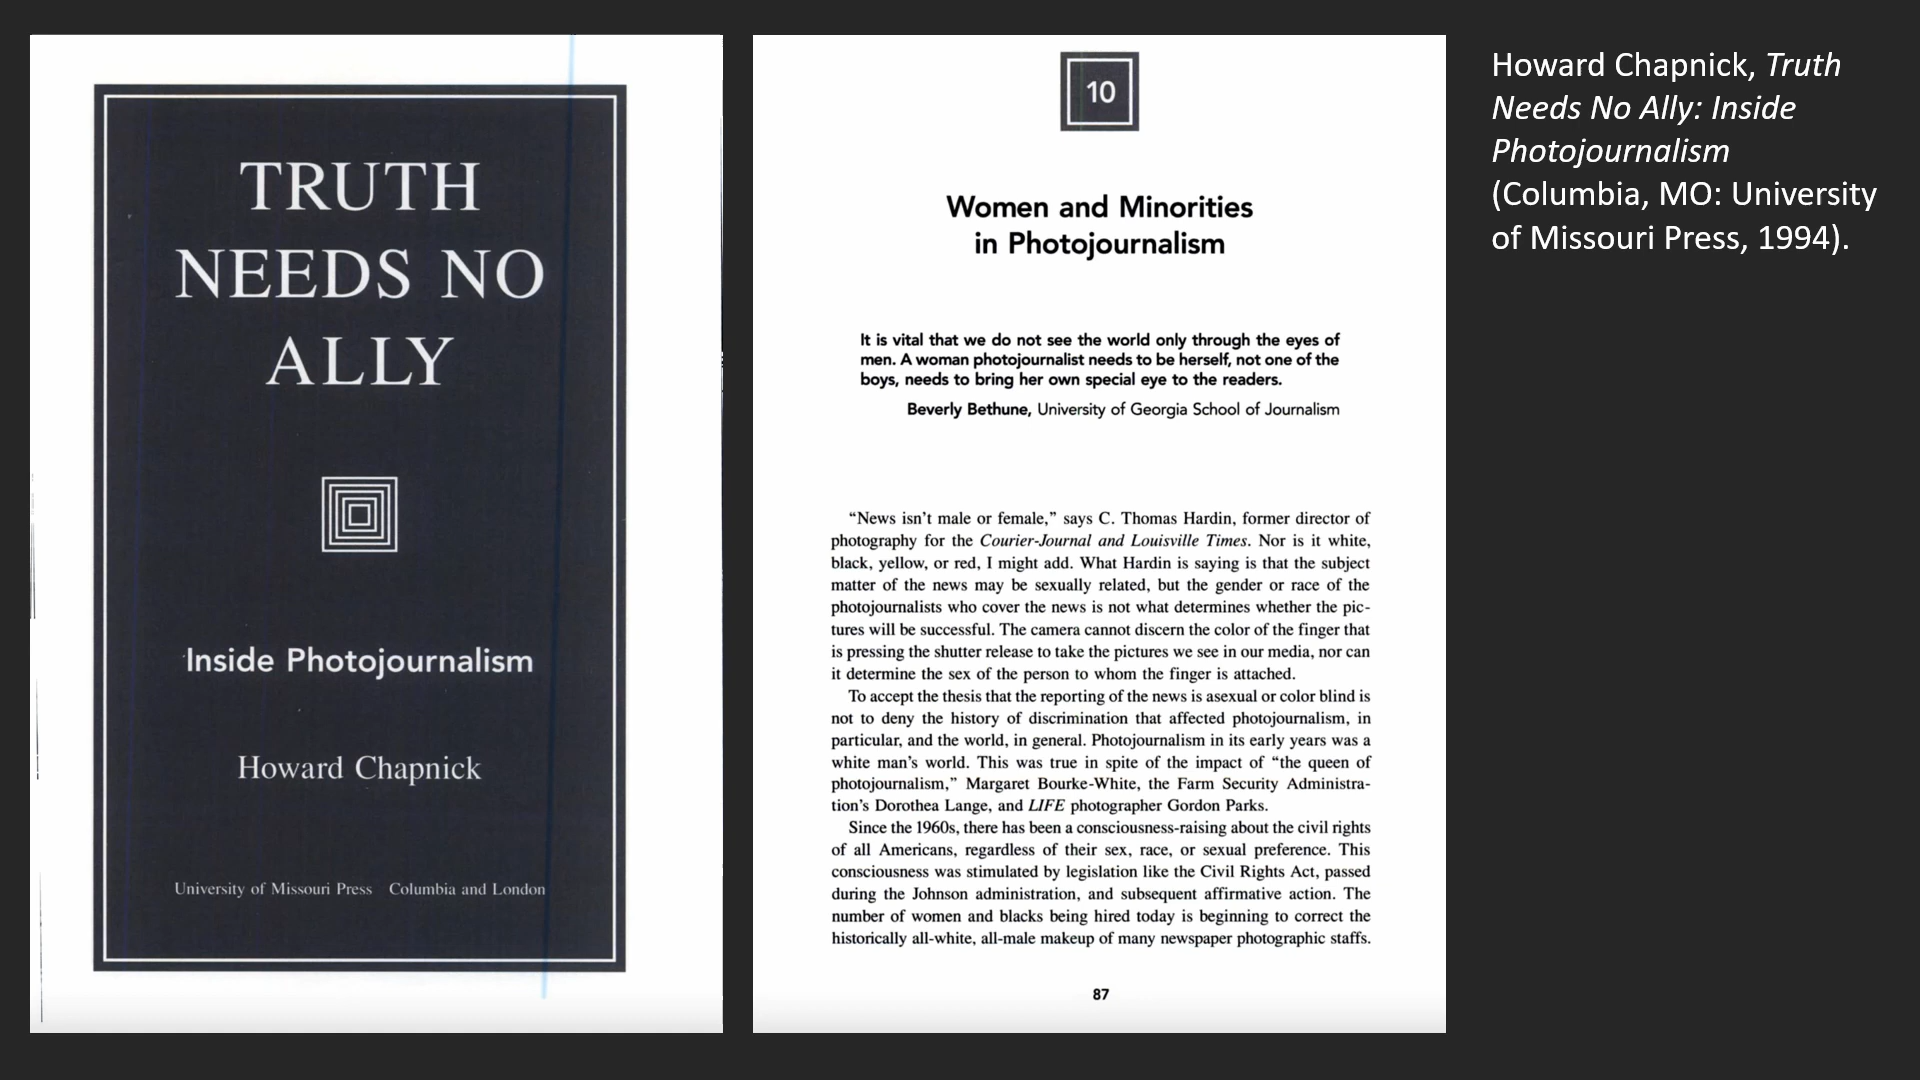 TRUTH
NEEDS NO
ALLY
Inside Photojournalism
Howard Chapnick
University of Missouri Press Columbia and London
10
Women and Minorities
in Photojournalism
It is vital that we do not see the world only through the eyes of
men. A woman photojournalist needs to be herself, not one of the
boys, needs to bring her own special eye to the readers.
Beverly Bethune, University of Georgia School of Journalism
“News isn’t male or female,” says C. Thomas Hardin, former director of
photography for the Courier-Journal and Louisville Times. Nor is it white,
black, yellow, or red, I might add. What Hardin is saying is that the subject
matter of the news may be sexually related, but the gender or race of the
photojournalists who cover the news is not what determines whether the pic-
tures will be successful. The camera cannot discern the color of the finger that
is pressing the shutter release to take the pictures we see in our media, nor can
it determine the sex of the person to whom the finger is attached.
To accept the thesis that the reporting of the news is asexual or color blind is
not to deny the history of discrimination that affected photojournalism, in
particular, and the world, in general. Photojournalism in its early years was a
white man’s world. This was true in spite of the impact of “the queen of
photojournalism,” Margaret Bourke-White, the Farm Security Administra-
tion’s Dorothea Lange, and LIFE photographer Gordon Parks.
Since the 1960s, there has been a consciousness-raising about the civil rights
of all Americans, regardless of their sex, race, or sexual preference. This
consciousness was stimulated by legislation like the Civil Rights Act, passed
during the Johnson administration, and subsequent affirmative action. The
number of women and blacks being hired today is beginning to correct the
historically all-white, all-male makeup of many newspaper photographic staffs.
87
Howard Chapnick, Truth
Needs No Ally: Inside
Photojournalism
(Columbia, MO: University
of Missouri Press, 1994).